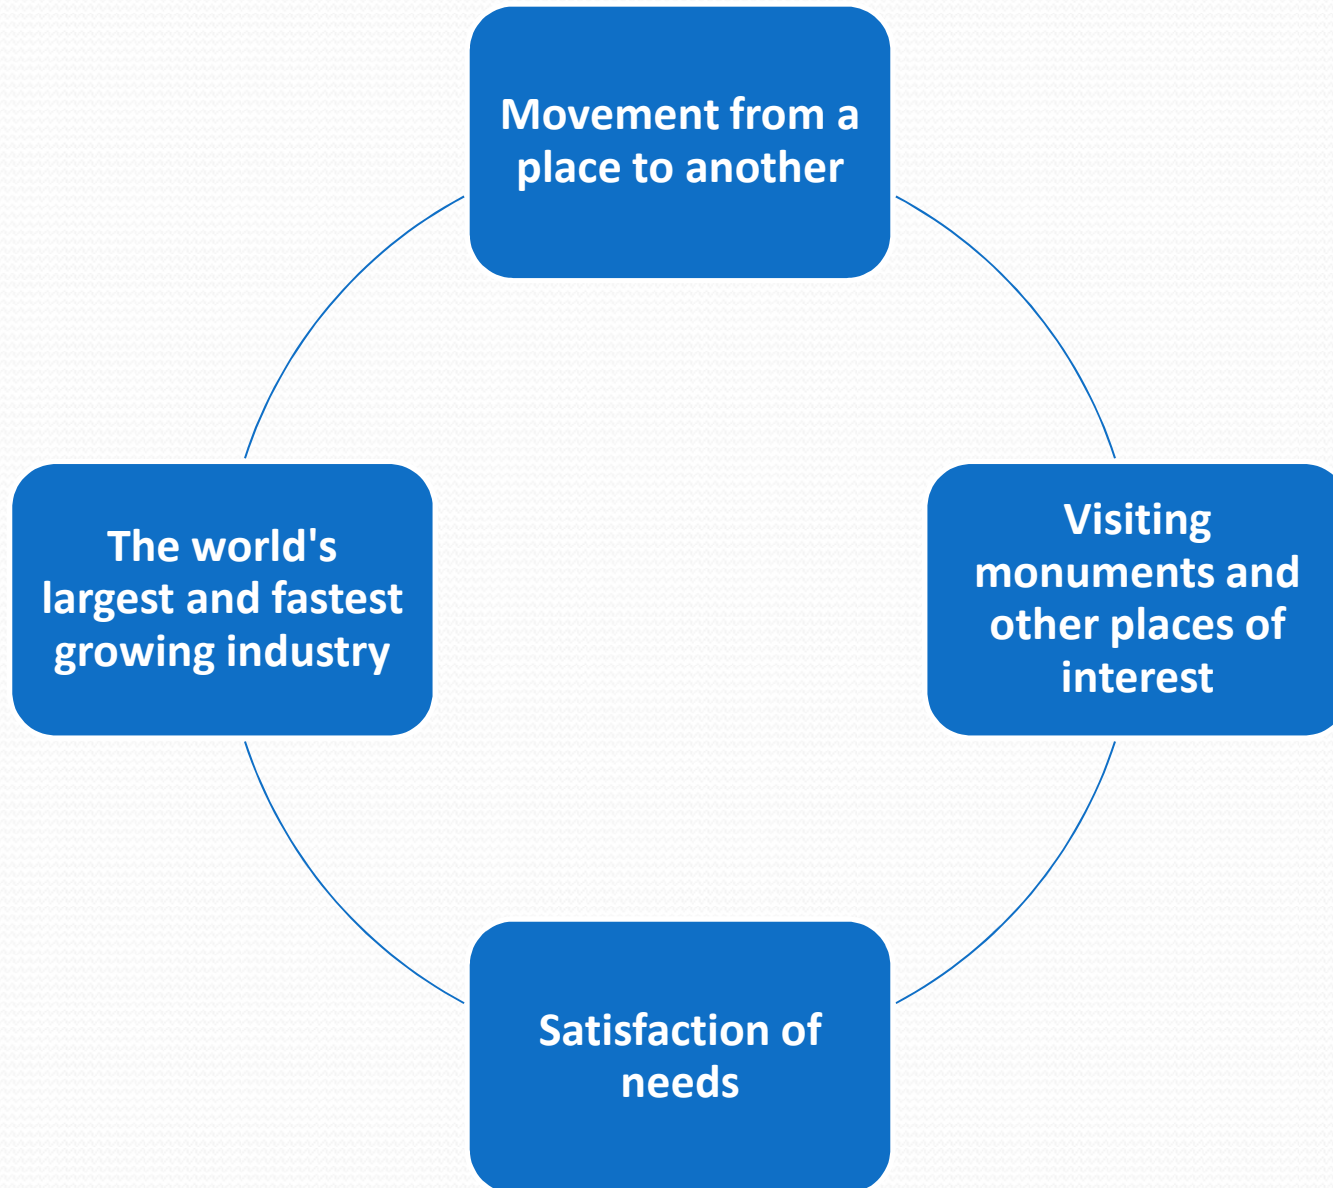 Movement from a
place to another
The world's
largest and fastest
growing industry
Visiting
monuments and
other places of
interest
Satisfaction of
needs